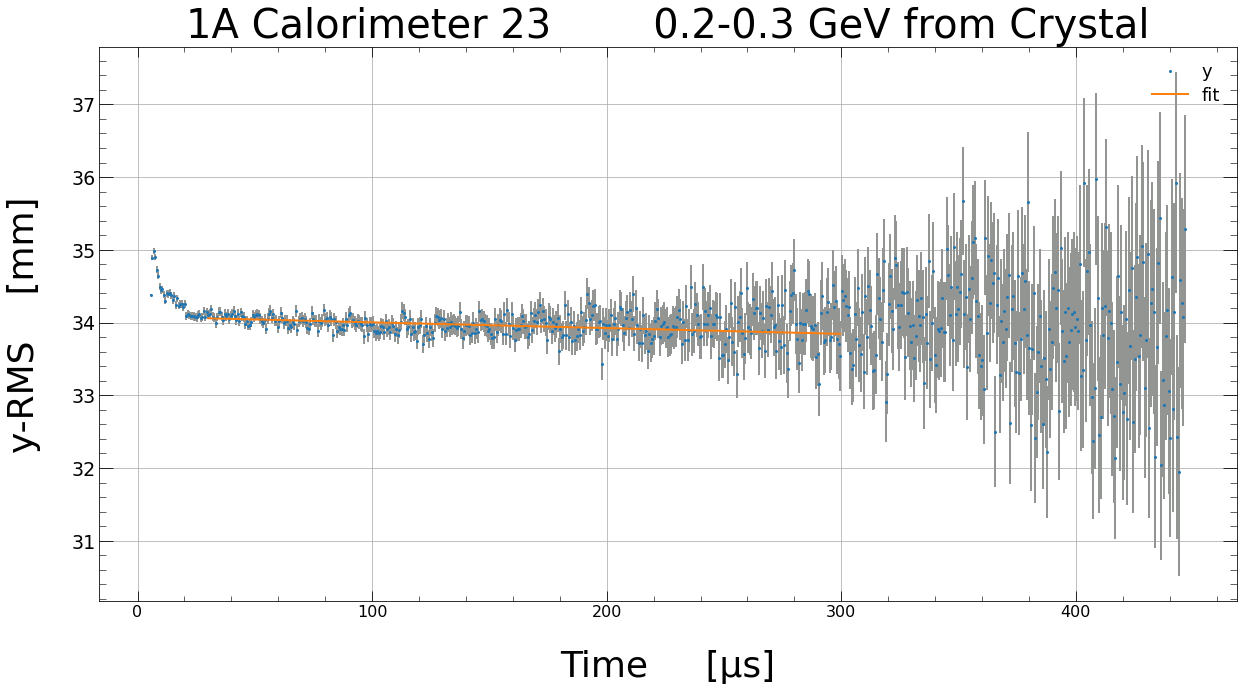 1A Calorimeter 23 0.2-0.3 GeV from Crystal
y
fit
37
36
35
34
33
32
31
y-RMS [mm]
0 100 200 300 400
Time [μs]